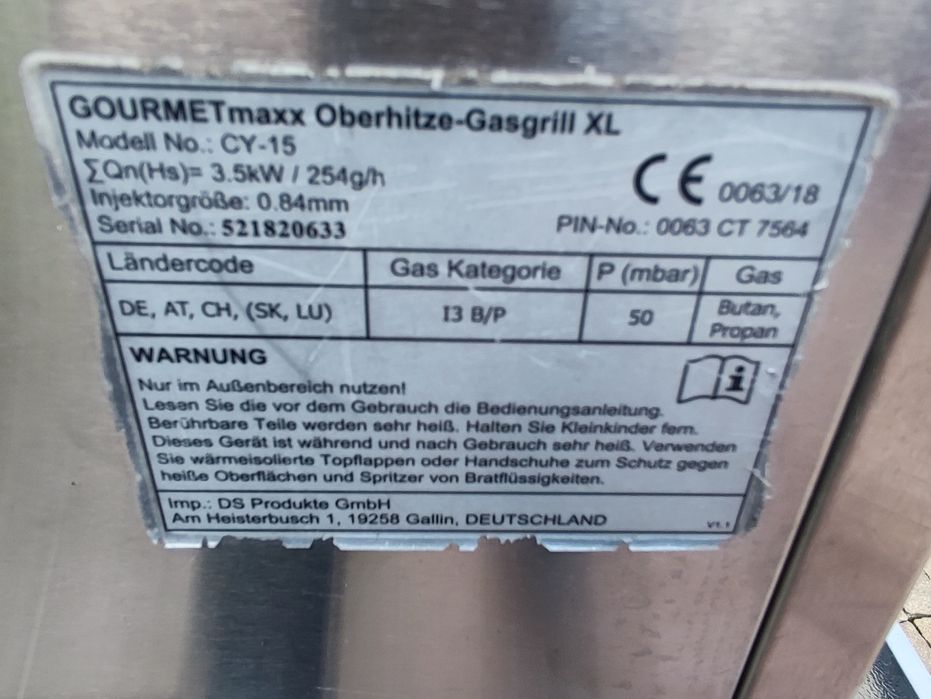 GOURMETmaxx Oberhitze-Gasgrill XL
Modell No.: CY-15
∑Qn(Hs)= 3.5kW / 254g/h
Injektorgröße: 0.84mm
Serial No.: 521820633
CE 0063/18
PIN-No.: 0063 CT 7564
Ländercode Gas Kategorie P (mbar) Gas
DE, AT, CH, (SK, LU) I3 B/P 50 Butan,
Propan
WARNUNG
Nur im Außenbereich nutzen!
Lesen Sie die vor dem Gebrauch die Bedienungsanleitung.
Berührbare Teile werden sehr heiß. Halten Sie Kleinkinder fern.
Dieses Gerät ist während und nach Gebrauch sehr heiß. Verwenden
Sie wärmeisolierte Topflappen oder Handschuhe zum Schutz gegen
heiße Oberflächen und Spritzer von Bratflüssigkeiten.
Imp.: DS Produkte GmbH
Am Heisterbusch 1, 19258 Gallin, DEUTSCHLAND
V1.1